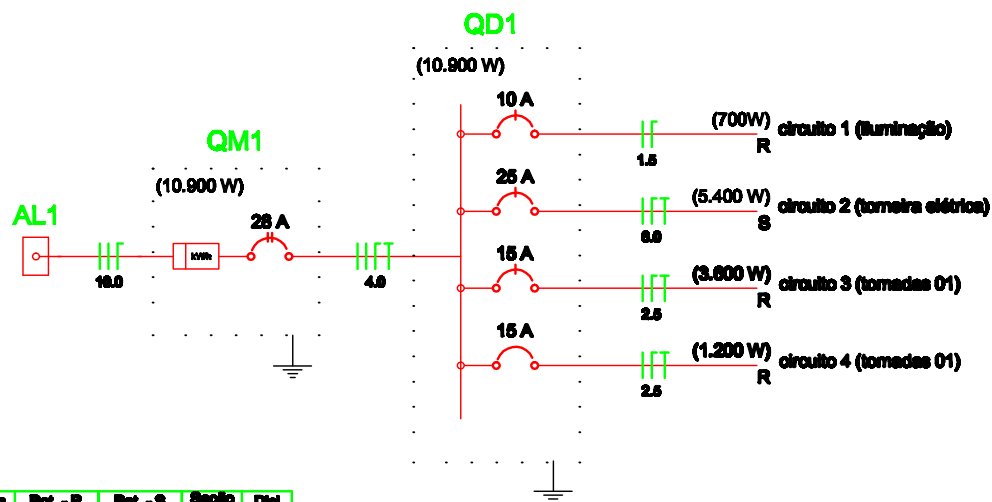 QD1
(10.900 W)
10 A
(700W)
circuito 1 (iluminação)
R
1.5
QM1
(10.900 W)
25 A
(5.400 W)
circuito 2 (torneira elétrica)
S
6.0
AL1
kWh
10.0
4.0
15 A
(3.600 W)
circuito 3 (tomadas 01)
R
2.5
15 A
(1.200 W)
circuito 4 (tomadas 01)
R
2.5
Seção